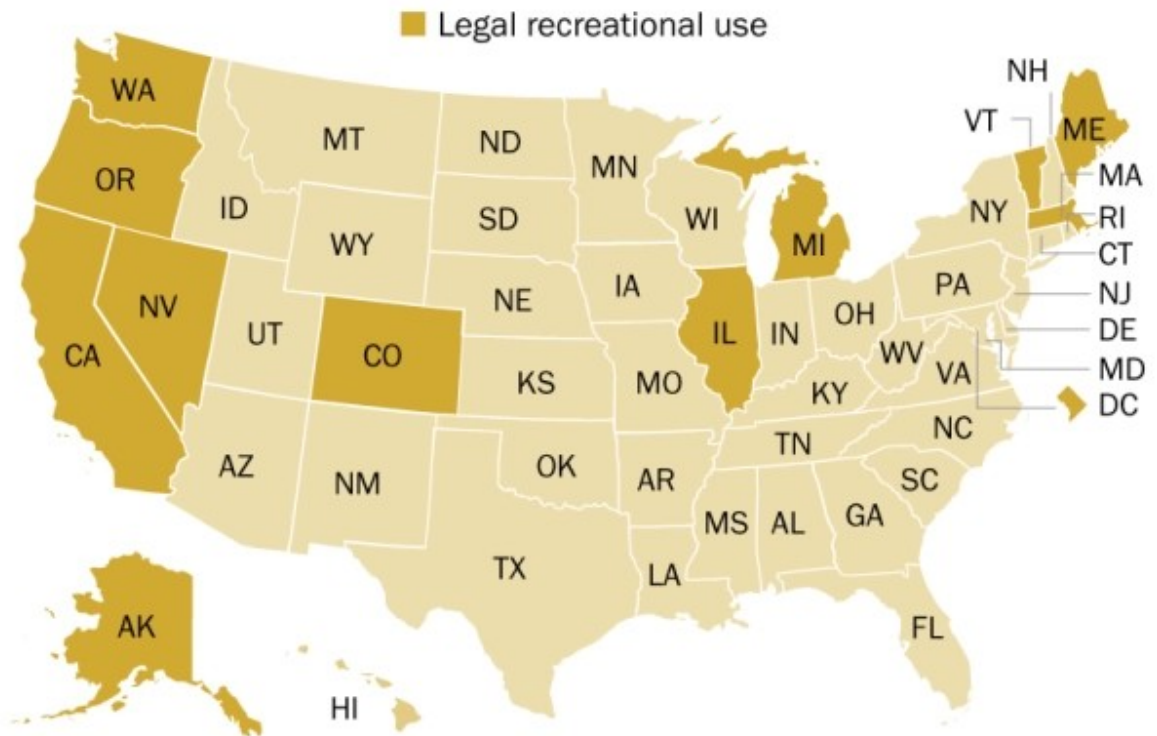 Legal recreational use
WA
OR
CA
NV
ID
MT
WY
UT
CO
AZ
NM
ND
SD
NE
KS
OK
TX
MN
IA
MO
AR
LA
WI
IL
MI
IN
OH
KY
TN
MS
AL
GA
FL
SC
NC
VA
WV
PA
NY
VT
NH
ME
MA
RI
CT
NJ
DE
MD
DC
AK
HI